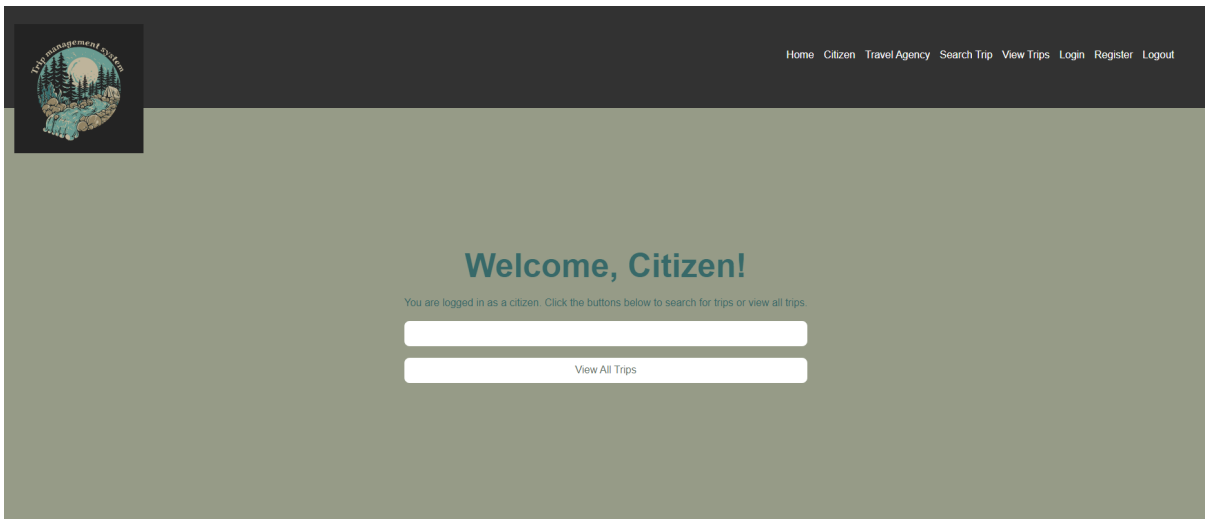 Trip management system
Home Citizen Travel Agency Search Trip View Trips Login Register Logout
Welcome, Citizen!
You are logged in as a citizen. Click the buttons below to search for trips or view all trips.
View All Trips